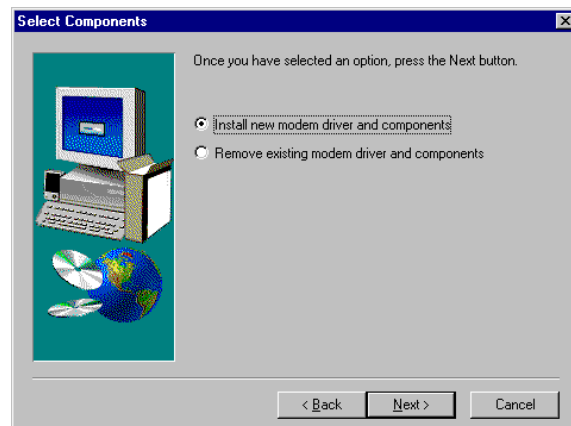 Select Components
Once you have selected an option, press the Next button.
Install new modem driver and components
Remove existing modem driver and components
< Back
Next >
Cancel